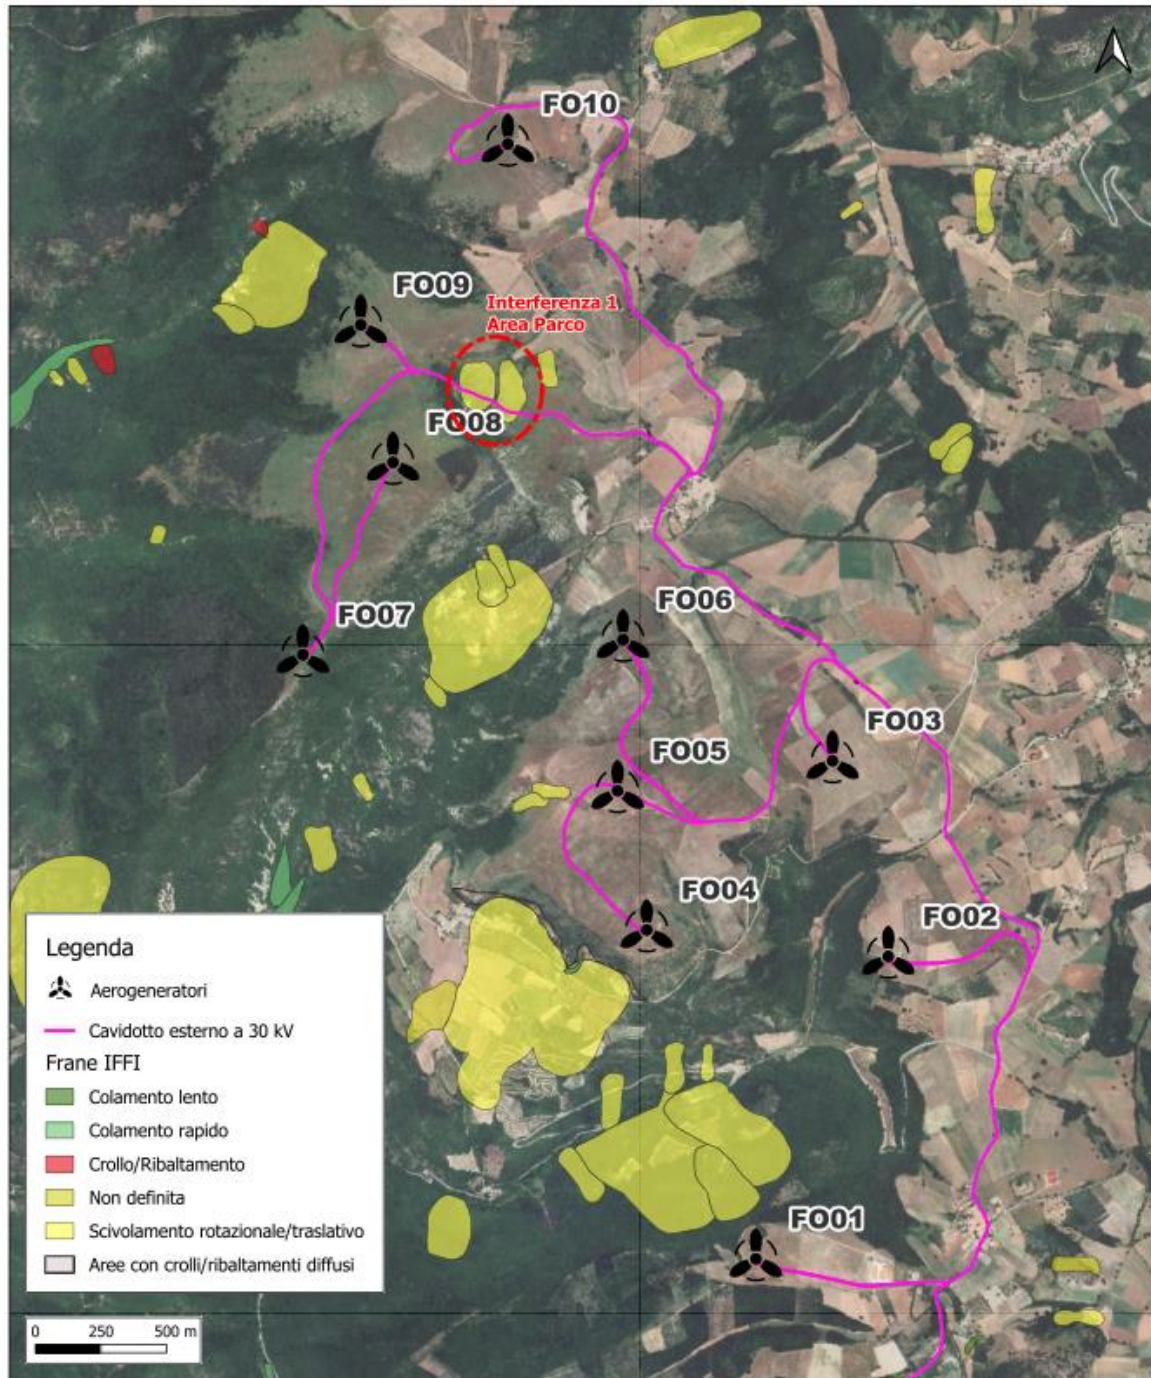 FO10
FO09
Interferenza 1
Area Parco
FO08
FO07
FO06
FO03
FO05
FO04
FO02
FO01
Legenda
Aerogeneratori
Cavidotto esterno a 30 kV
Frane IFFI
Colamento lento
Colamento rapido
Crollo/Ribaltamento
Non definita
Scivolamento rotazionale/traslativo
Aree con crolli/ribaltamenti diffusi
0 250 500 m